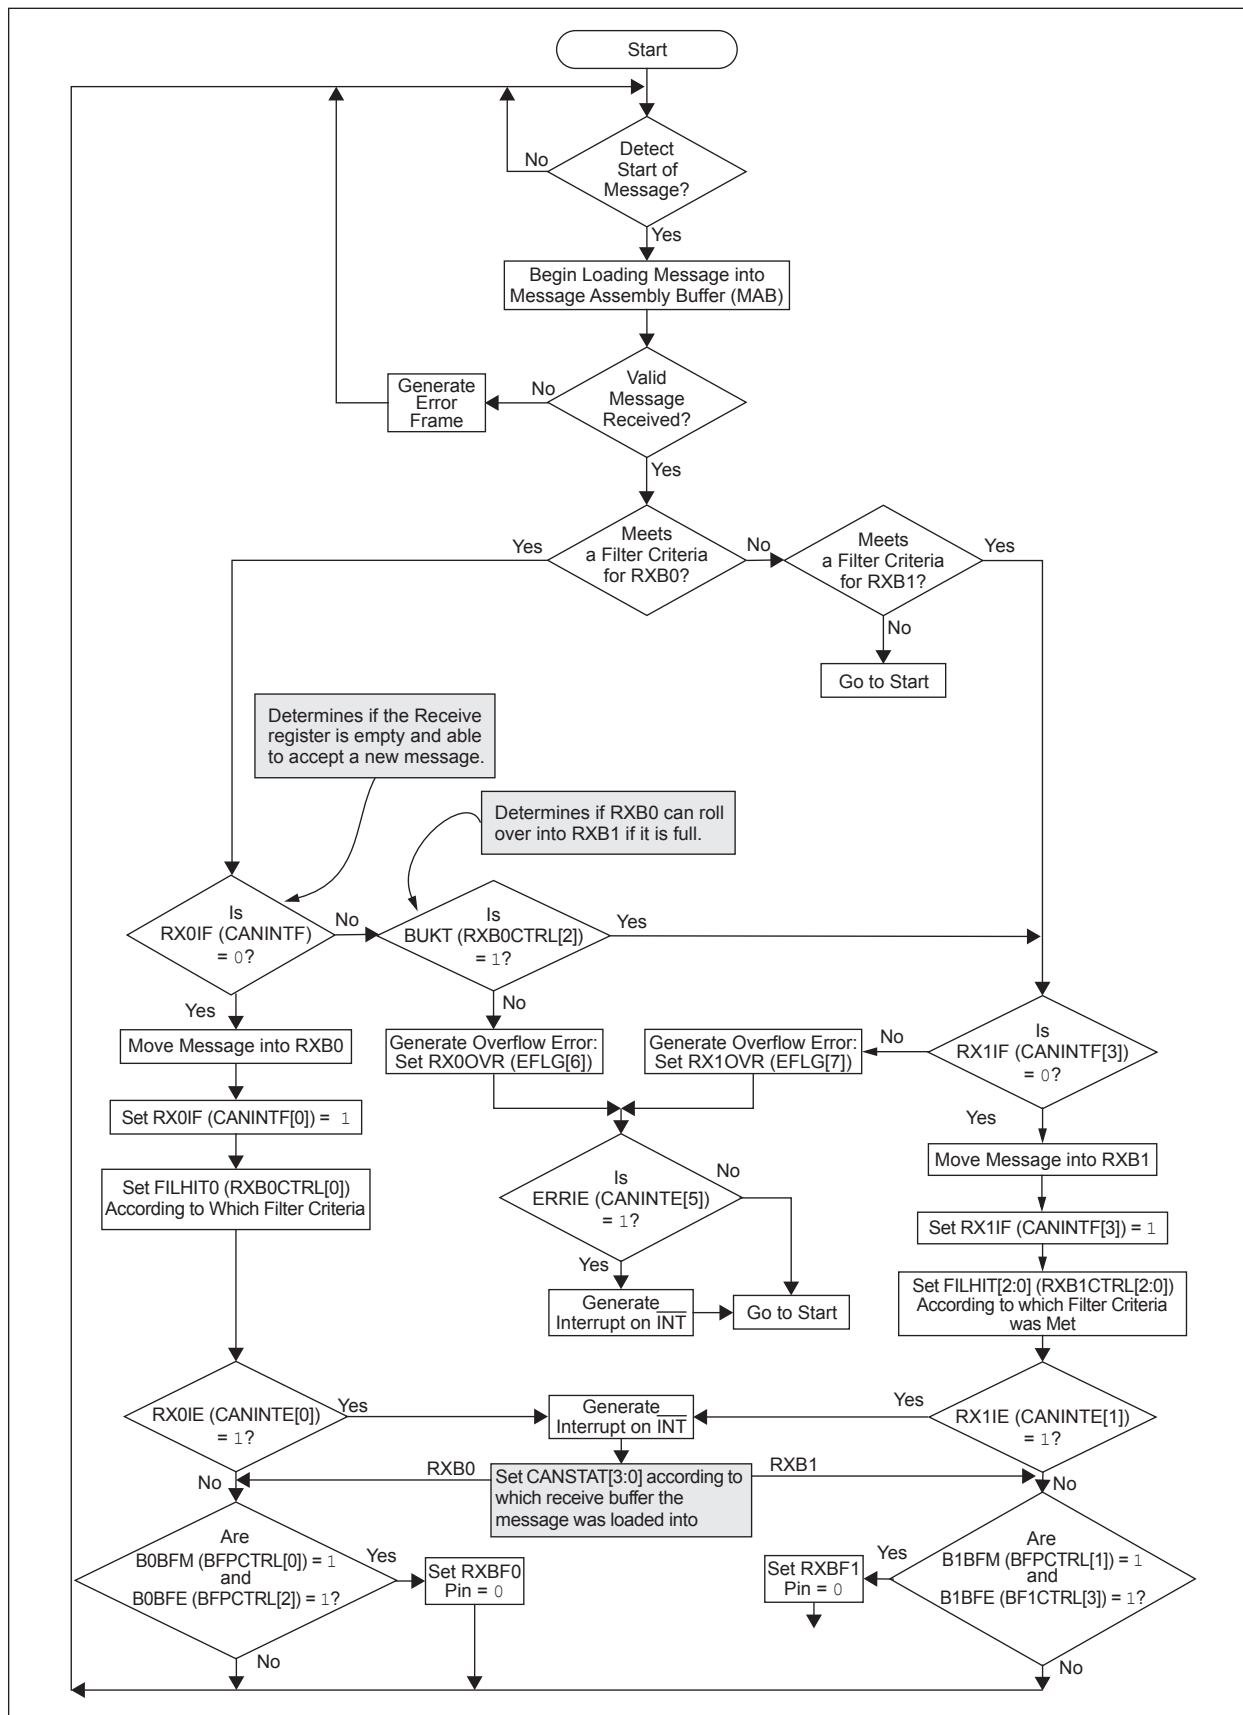 Start
Detect
Start of
Message?
No
Yes
Begin Loading Message into
Message Assembly Buffer (MAB)
Valid
Message
Received?
No
Generate
Error
Frame
Yes
Meets
a Filter Criteria
for RXB0?
Yes
No
Meets
a Filter Criteria
for RXB1?
Yes
No
Go to Start
Determines if the Receive
register is empty and able
to accept a new message.
Determines if RXB0 can roll
over into RXB1 if it is full.
Is
RX0IF (CANINTF)
= 0?
No
Is
BUKT (RXB0CTRL[2])
= 1?
Yes
Yes
No
Move Message into RXB0
Generate Overflow Error:
Set RX0OVR (EFLG[6])
Generate Overflow Error:
Set RX1OVR (EFLG[7])
No
Is
RX1IF (CANINTF[3])
= 0?
Set RX0IF (CANINTF[0]) = 1
Yes
Move Message into RXB1
Set FILHIT0 (RXB0CTRL[0])
According to Which Filter Criteria
Is
ERRIE (CANINTE[5])
= 1?
No
Set RX1IF (CANINTF[3]) = 1
Yes
Generate
Interrupt on INT
Go to Start
Set FILHIT[2:0] (RXB1CTRL[2:0])
According to which Filter Criteria
was Met
RX0IE (CANINTE[0])
= 1?
Yes
Generate
Interrupt on INT
Yes
RX1IE (CANINTE[1])
= 1?
No
RXB0
Set CANSTAT[3:0] according to
which receive buffer the
message was loaded into
RXB1
No
Are
B0BFM (BFPCTRL[0]) = 1
and
B0BFE (BFPCTRL[2]) = 1?
Yes
Set RXBF0
Pin = 0
Set RXBF1
Pin = 0
Yes
Are
B1BFM (BFPCTRL[1]) = 1
and
B1BFE (BF1CTRL[3]) = 1?
No
No